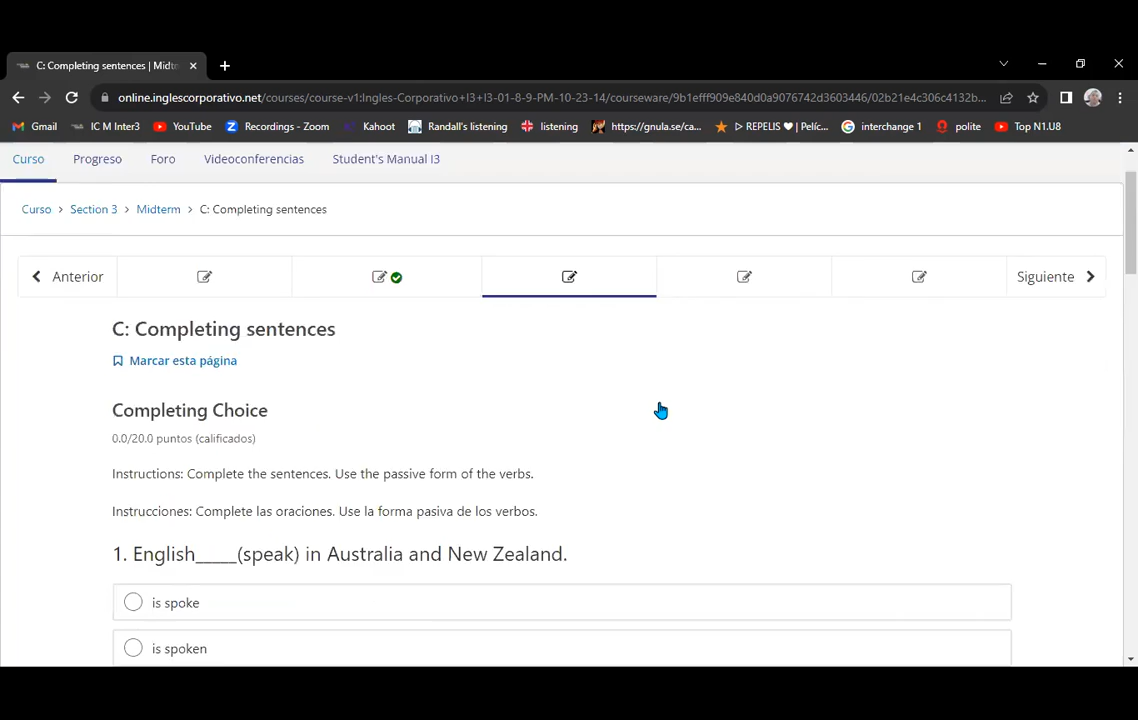 C: Completing sentences | Midt
online.inglescorporativo.net/courses/course-v1:Ingles-Corporativo+I3+I3-01-8-9-PM-10-23-14/courseware/9b1efff909e840d0a9076742d3603446/02b21e4c306c4132b...
Gmail IC M Inter3 YouTube Recordings - Zoom Kahoot Randall's listening listening https://gnula.se/ca... ▷ REPELIS ♥ | Pelíc... interchange 1 polite Top N1.U8
Curso Progreso Foro Videoconferencias Student's Manual I3
Curso > Section 3 > Midterm > C: Completing sentences
Anterior Siguiente
C: Completing sentences
Marcar esta página
Completing Choice
0.0/20.0 puntos (calificados)
Instructions: Complete the sentences. Use the passive form of the verbs.
Instrucciones: Complete las oraciones. Use la forma pasiva de los verbos.
1. English_____(speak) in Australia and New Zealand.
is spoke
is spoken